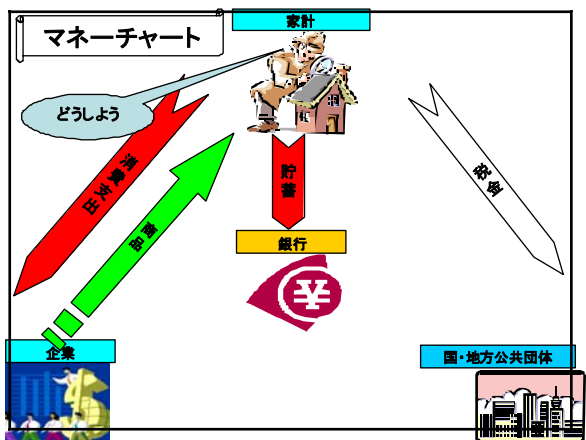 マネーチャート
家計
どうしよう
消費支出
商品
貯蓄
税金
銀行
¥
企業
国・地方公共団体